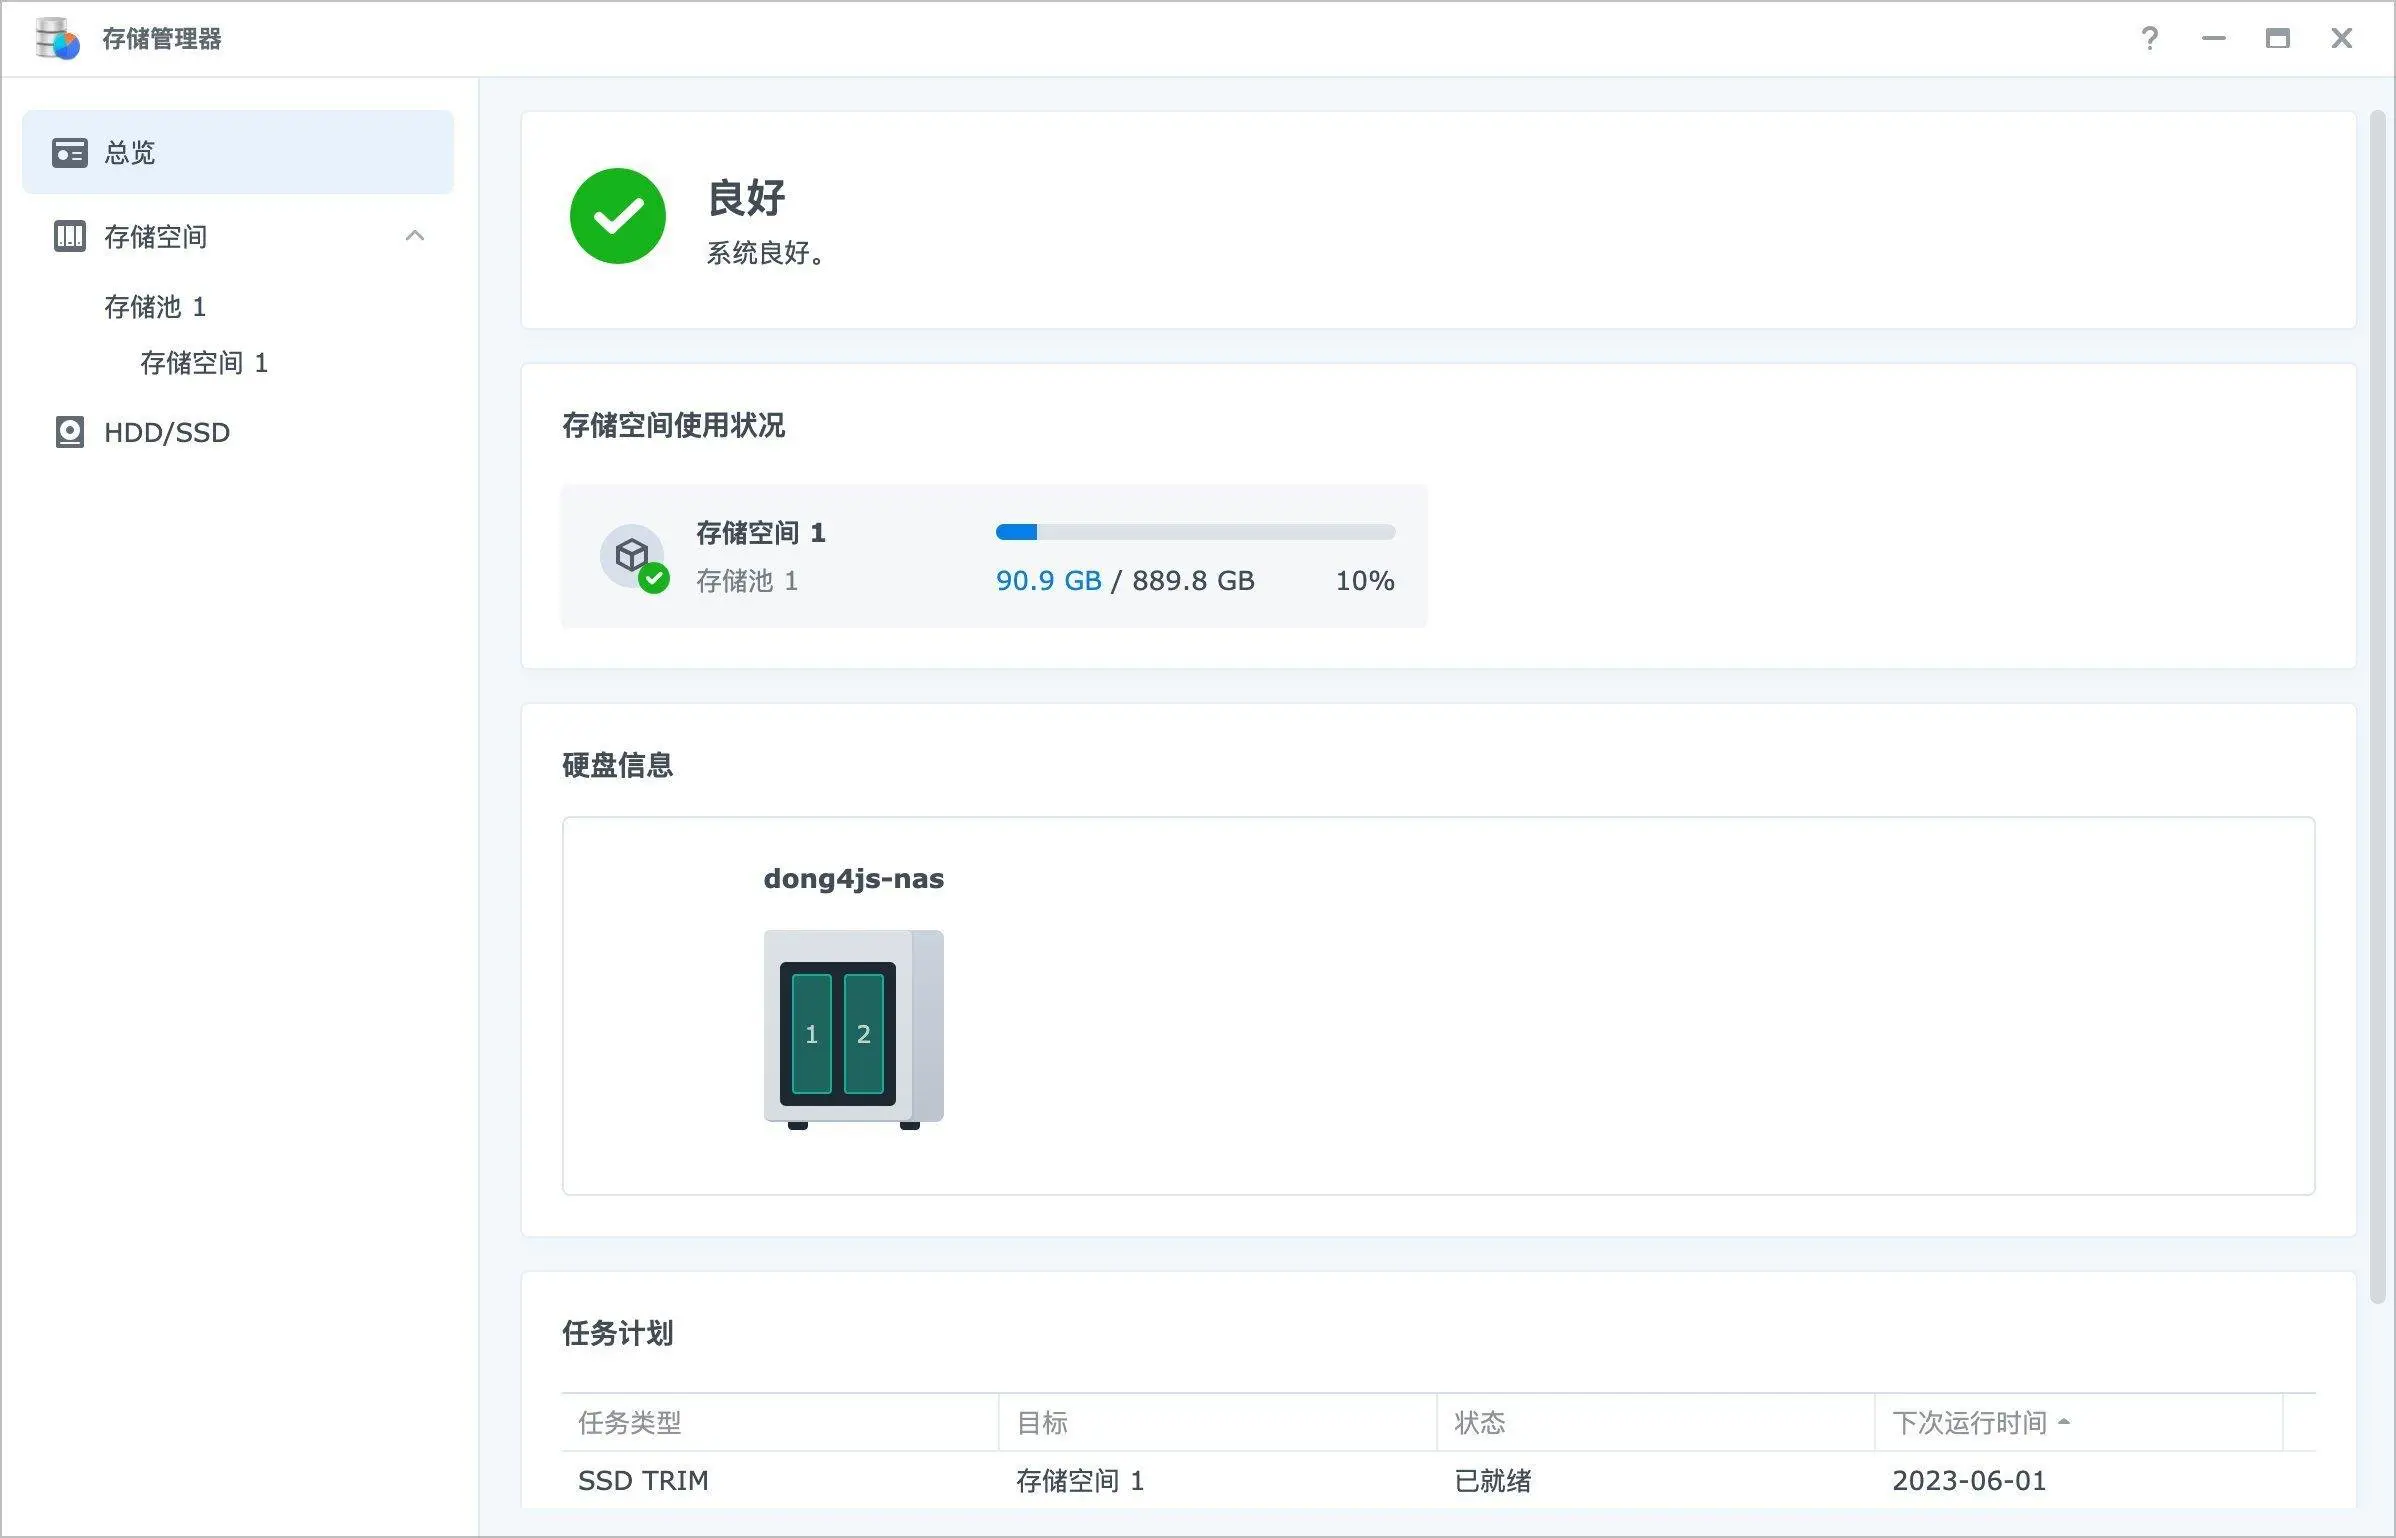 存储管理器
总览
存储空间
存储池 1
存储空间 1
HDD/SSD
良好
系统良好。
存储空间使用状况
存储空间 1
存储池 1
90.9 GB / 889.8 GB 10%
硬盘信息
dong4js-nas
1 2
任务计划
任务类型 目标 状态 下次运行时间
SSD TRIM 存储空间 1 已就绪 2023-06-01